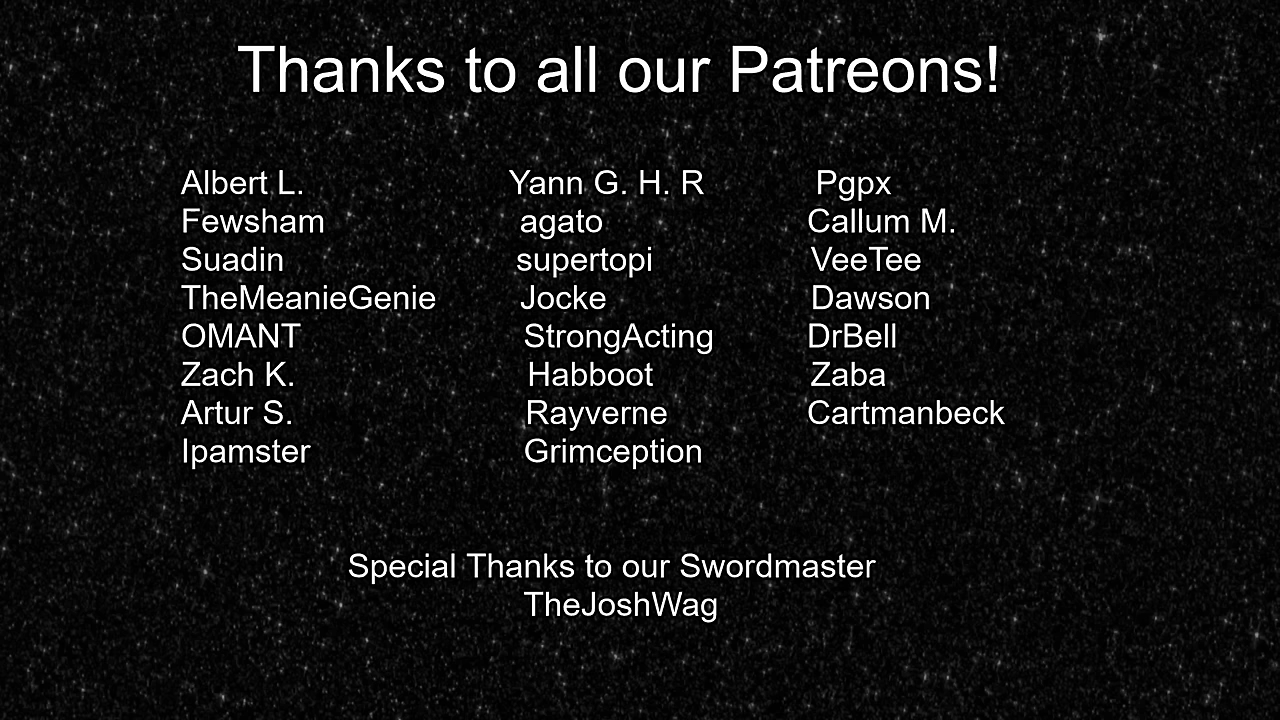 Thanks to all our Patreons!
Albert L. Yann G. H. R Pgpx
Fewsham agato Callum M.
Suadin supertopi VeeTee
TheMeanieGenie Jocke Dawson
OMANT StrongActing DrBell
Zach K. Habboot Zaba
Artur S. Rayverne Cartmanbeck
Ipamster Grimception
Special Thanks to our Swordmaster
TheJoshWag